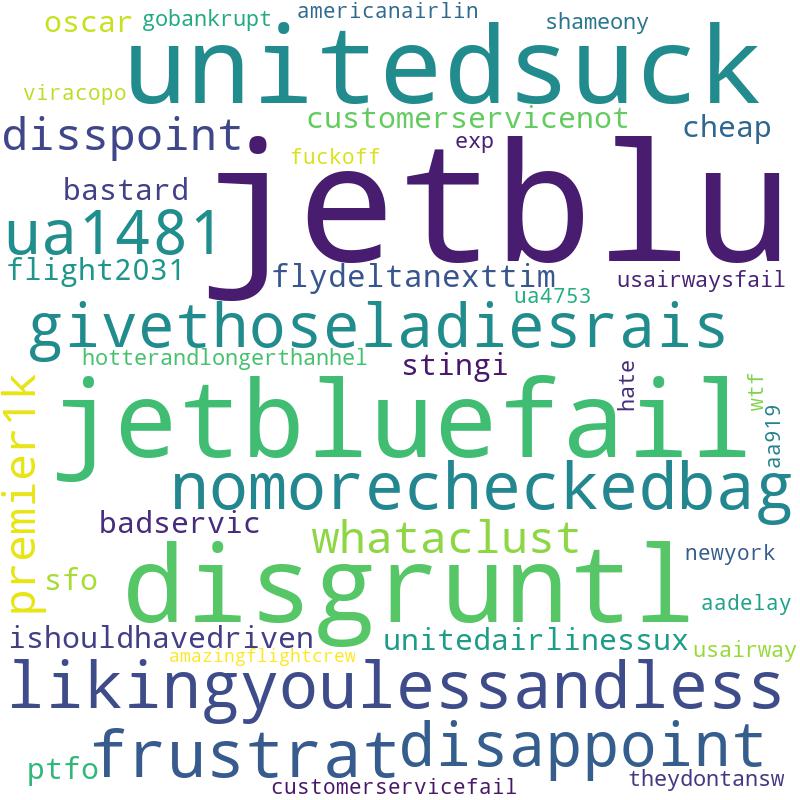 americanairlin
oscar
gobankrupt
shameony
unitedsuck
viracopo
customerservicenot
cheap
disspoint
exp
fuckoff
jetblu
bastard
ua1481
flight2031
flydeltanexttim
usairwaysfail
ua4753
givethoseladiesrais
hotterandlongerthanhel
stingi
hate
wtf
premier1k
jetbluefail
aa919
nomorecheckedbag
badservic
whataclust
newyork
sfo
disgruntl
aadelay
ishouldhavedriven
unitedairlinessux
usairway
amazingflightcrew
likingyoulessandless
frustrat
disappoint
ptfo
theydontansw
customerservicefail